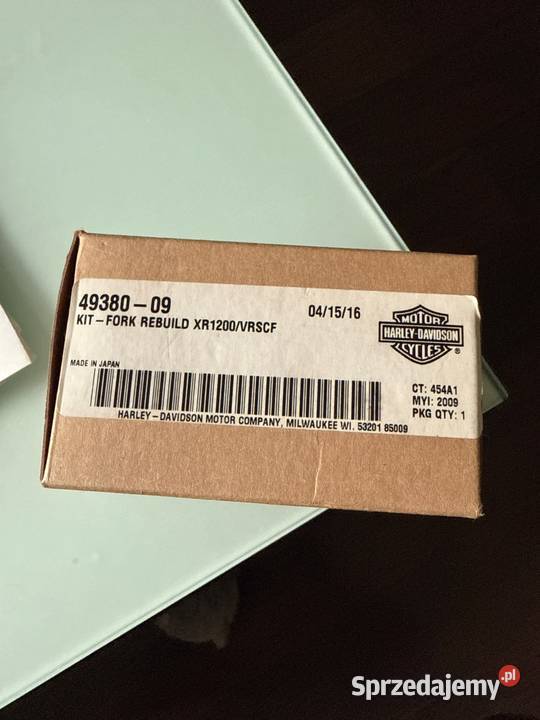 49380-09
04/15/16
KIT-FORK REBUILD XR1200/VRSCF
MOTOR
HARLEY-DAVIDSON
CYCLES
®
MADE IN JAPAN
CT: 454A1
MYI: 2009
PKG QTY: 1
HARLEY-DAVIDSON MOTOR COMPANY, MILWAUKEE WI. 53201 85009
Sprzedajemy.pl